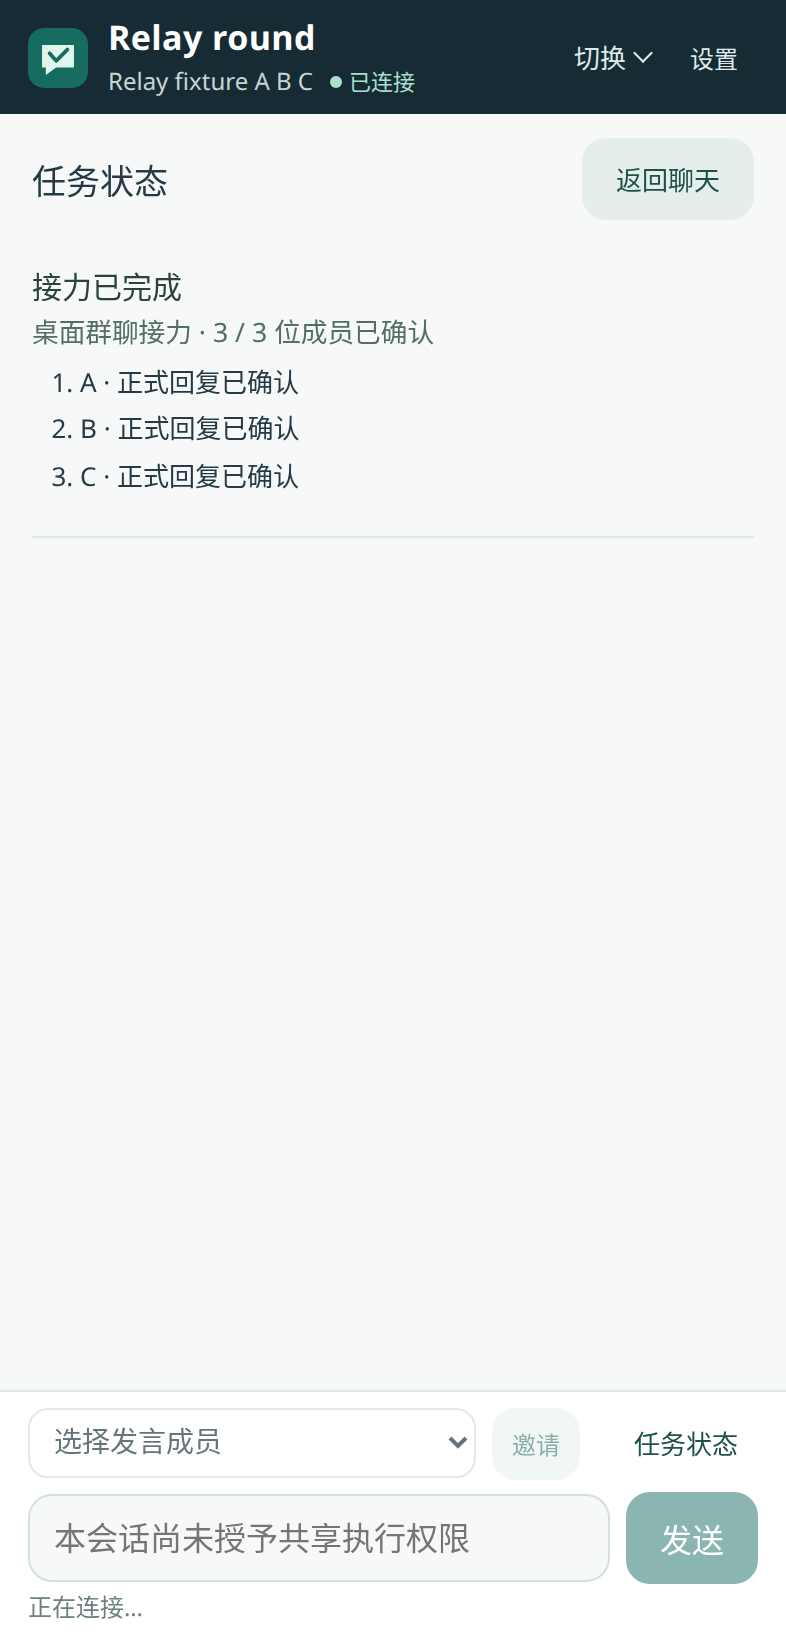 Relay round
Relay fixture A B C 已连接
切换
设置
任务状态
返回聊天
接力已完成
桌面群聊接力 · 3 / 3 位成员已确认
1. A · 正式回复已确认
2. B · 正式回复已确认
3. C · 正式回复已确认
选择发言成员
邀请
任务状态
本会话尚未授予共享执行权限
发送
正在连接...